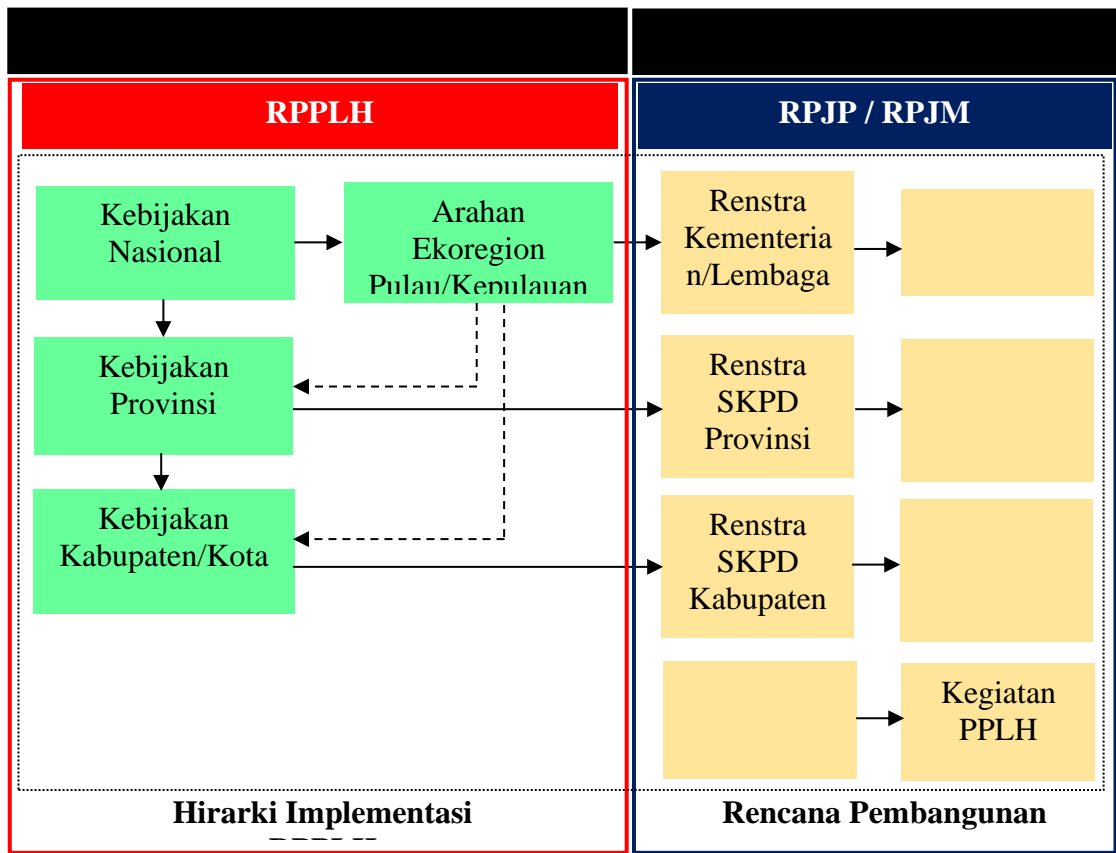 RPPLH
RPJP / RPJM
Kebijakan
Nasional
Arahan
Ekoregion
Pulau/Kepulauan
Renstra
Kementeria
n/Lembaga
Kebijakan
Provinsi
Renstra
SKPD
Provinsi
Kebijakan
Kabupaten/Kota
Renstra
SKPD
Kabupaten
Kegiatan
PPLH
Hirarki Implementasi
Rencana Pembangunan